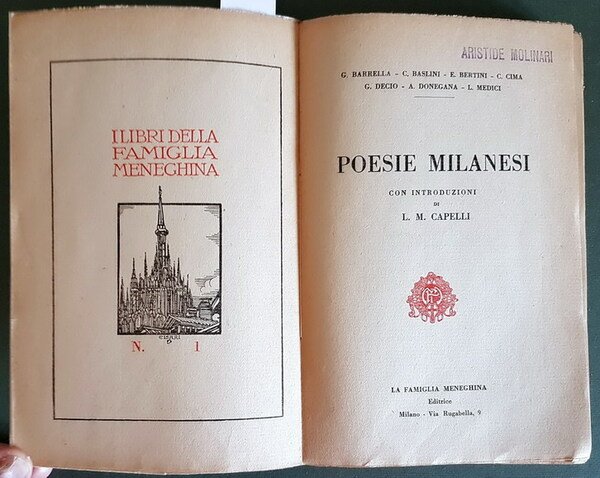 I LIBRI DELLA
FAMIGLIA
MENEGHINA
N. 1
ARISTIDE MOLINARI
G. BARRELLA - C. BASLINI - E. BERTINI - C. CIMA
G. DECIO - A. DONEGANA - L. MEDICI
POESIE MILANESI
CON INTRODUZIONI
DI
L. M. CAPELLI
LA FAMIGLIA MENEGHINA
Editrice
Milano - Via Rugabella, 9